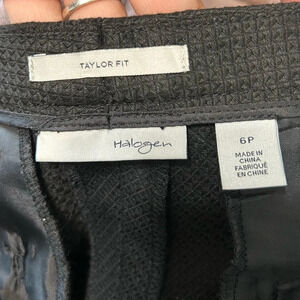 TAYLOR FIT
Halogen
6P
MADE IN
CHINA
FABRIQUÉ
EN CHINE